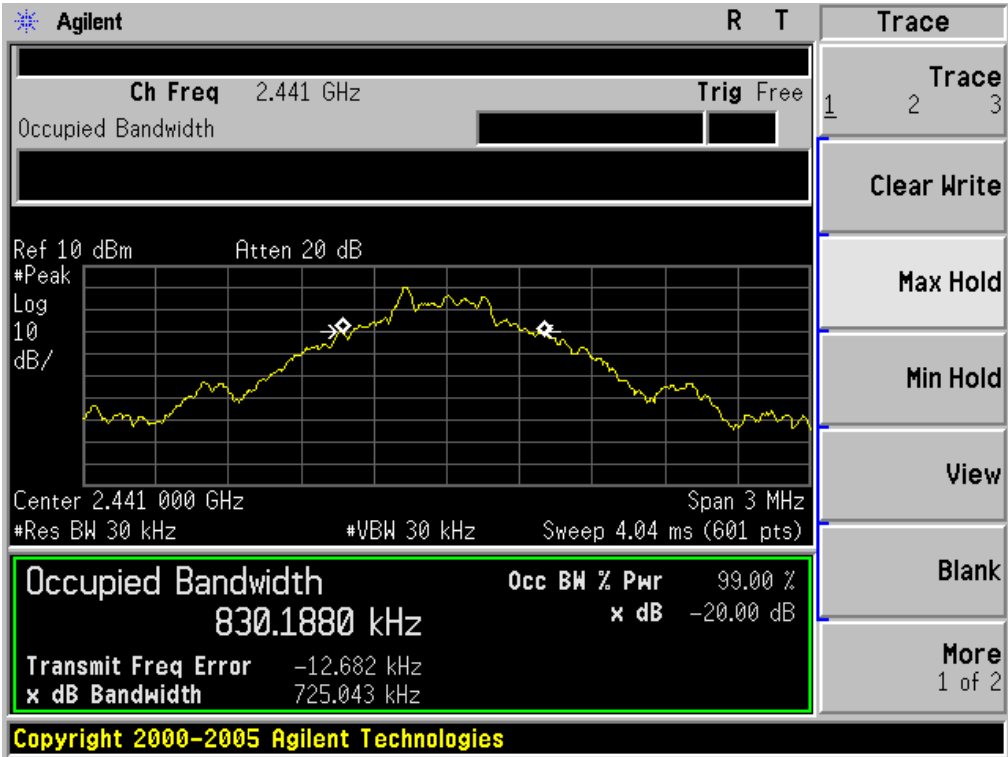 Agilent R T
Trace
Ch Freq 2.441 GHz Trig Free
Occupied Bandwidth
Trace
1 2 3
Clear Write
Max Hold
Min Hold
View
Blank
More
1 of 2
Ref 10 dBm Atten 20 dB
#Peak
Log
10
dB/
Center 2.441 000 GHz Span 3 MHz
#Res BW 30 kHz #VBW 30 kHz Sweep 4.04 ms (601 pts)
Occupied Bandwidth Occ BW % Pwr 99.00 %
830.1880 kHz x dB -20.00 dB
Transmit Freq Error -12.682 kHz
x dB Bandwidth 725.043 kHz
Copyright 2000-2005 Agilent Technologies